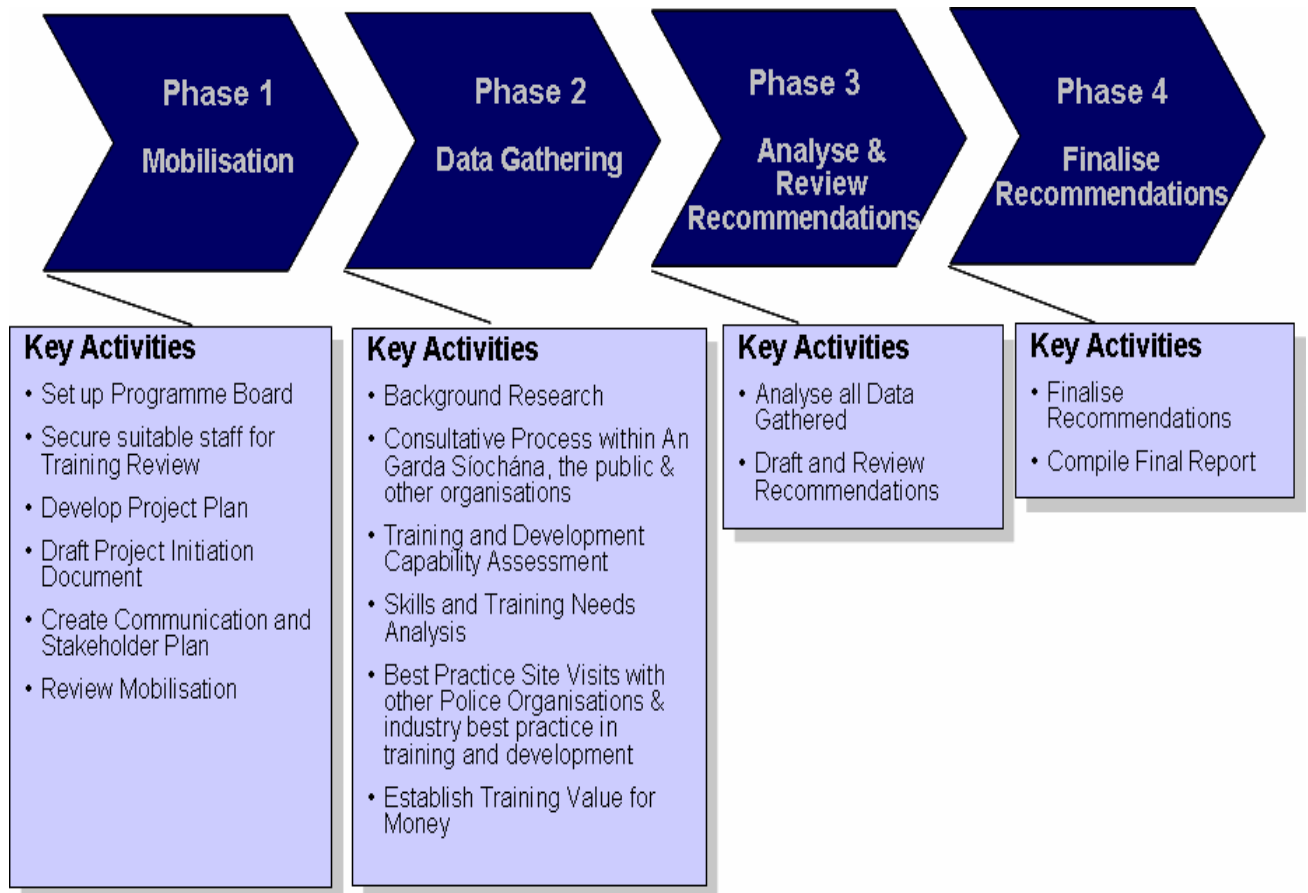 Phase 1
Mobilisation
Phase 2
Data Gathering
Phase 3
Analyse &
Review
Recommendations
Phase 4
Finalise
Recommendations
Key Activities
• Set up Programme Board
• Secure suitable staff for
Training Review
• Develop Project Plan
• Draft Project Initiation
Document
• Create Communication and
Stakeholder Plan
• Review Mobilisation
Key Activities
• Background Research
• Consultative Process within An
Garda Síochána, the public &
other organisations
• Training and Development
Capability Assessment
• Skills and Training Needs
Analysis
• Best Practice Site Visits with
other Police Organisations &
industry best practice in
training and development
• Establish Training Value for
Money
Key Activities
• Analyse all Data
Gathered
• Draft and Review
Recommendations
Key Activities
• Finalise
Recommendations
• Compile Final Report